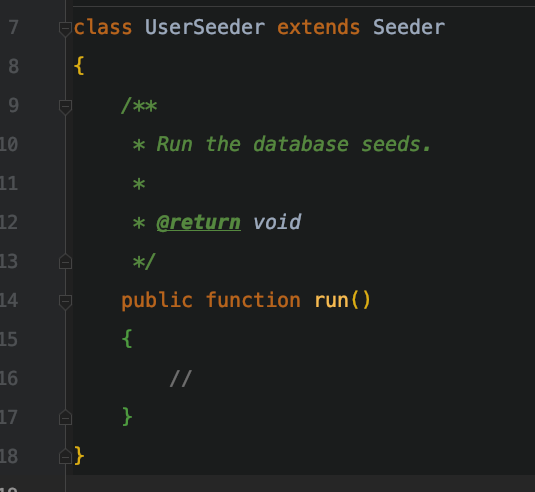 7 class UserSeeder extends Seeder
8 {
9     /**
10      * Run the database seeds.
11      *
12      * @return void
13      */
14     public function run()
15     {
16         //
17     }
18 }